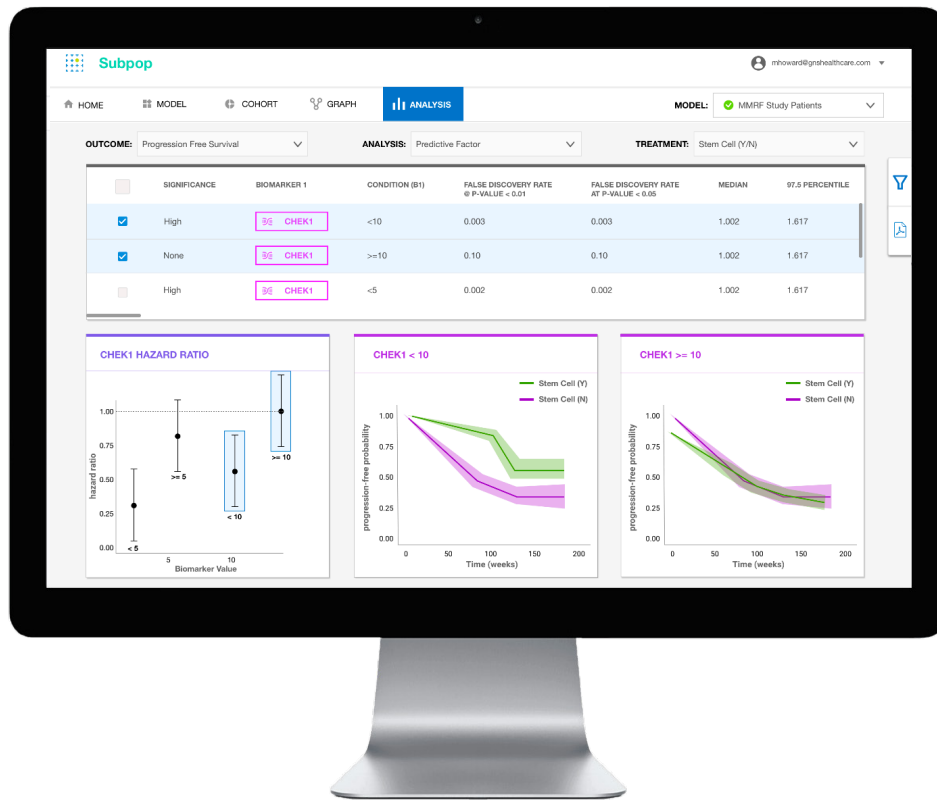 Subpop
mhoward@gnshealthcare.com
HOME MODEL COHORT GRAPH ANALYSIS MODEL: MMRF Study Patients
OUTCOME: Progression Free Survival ANALYSIS: Predictive Factor TREATMENT: Stem Cell (Y/N)
SIGNIFICANCE BIOMARKER 1 CONDITION (B1) FALSE DISCOVERY RATE @ P-VALUE < 0.01 FALSE DISCOVERY RATE AT P-VALUE < 0.05 MEDIAN 97.5 PERCENTILE
High CHEK1 <10 0.003 0.003 1.002 1.617
None CHEK1 >=10 0.10 0.10 1.002 1.617
High CHEK1 <5 0.002 0.002 1.002 1.617
CHEK1 HAZARD RATIO
hazard ratio
1.00
0.75
0.50
0.25
0.00
< 5
>= 5
< 10
>= 10
5 10
Biomarker Value
CHEK1 < 10
Stem Cell (Y)
Stem Cell (N)
progression-free probability
1.00
0.75
0.50
0.25
0.00
0 50 100 150 200
Time (weeks)
CHEK1 >= 10
Stem Cell (Y)
Stem Cell (N)
progression-free probability
1.00
0.75
0.50
0.25
0.00
0 50 100 150 200
Time (weeks)